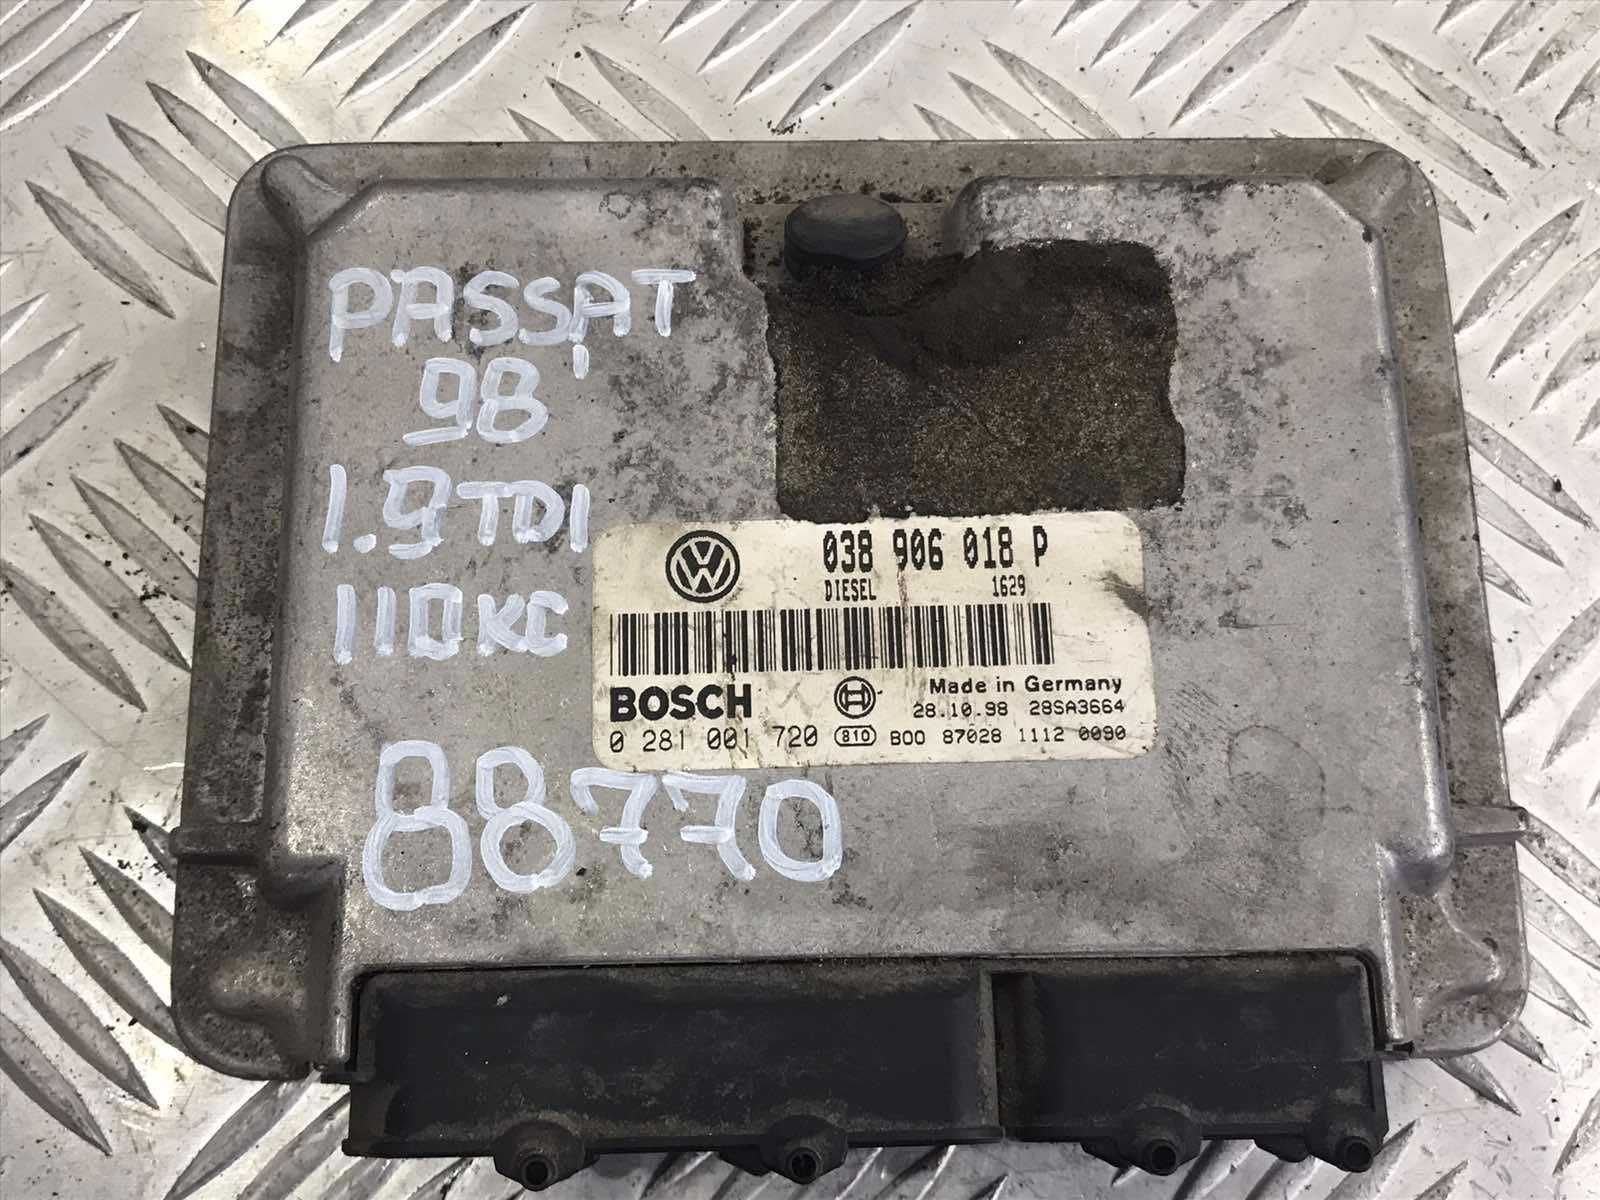 PASSAT
98
1.9TDI
110KC
038 906 018 P
DIESEL 1629
BOSCH
Made in Germany
28.10.98 28SA3664
0 281 001 720 810 B00 87028 1112 0090
88770